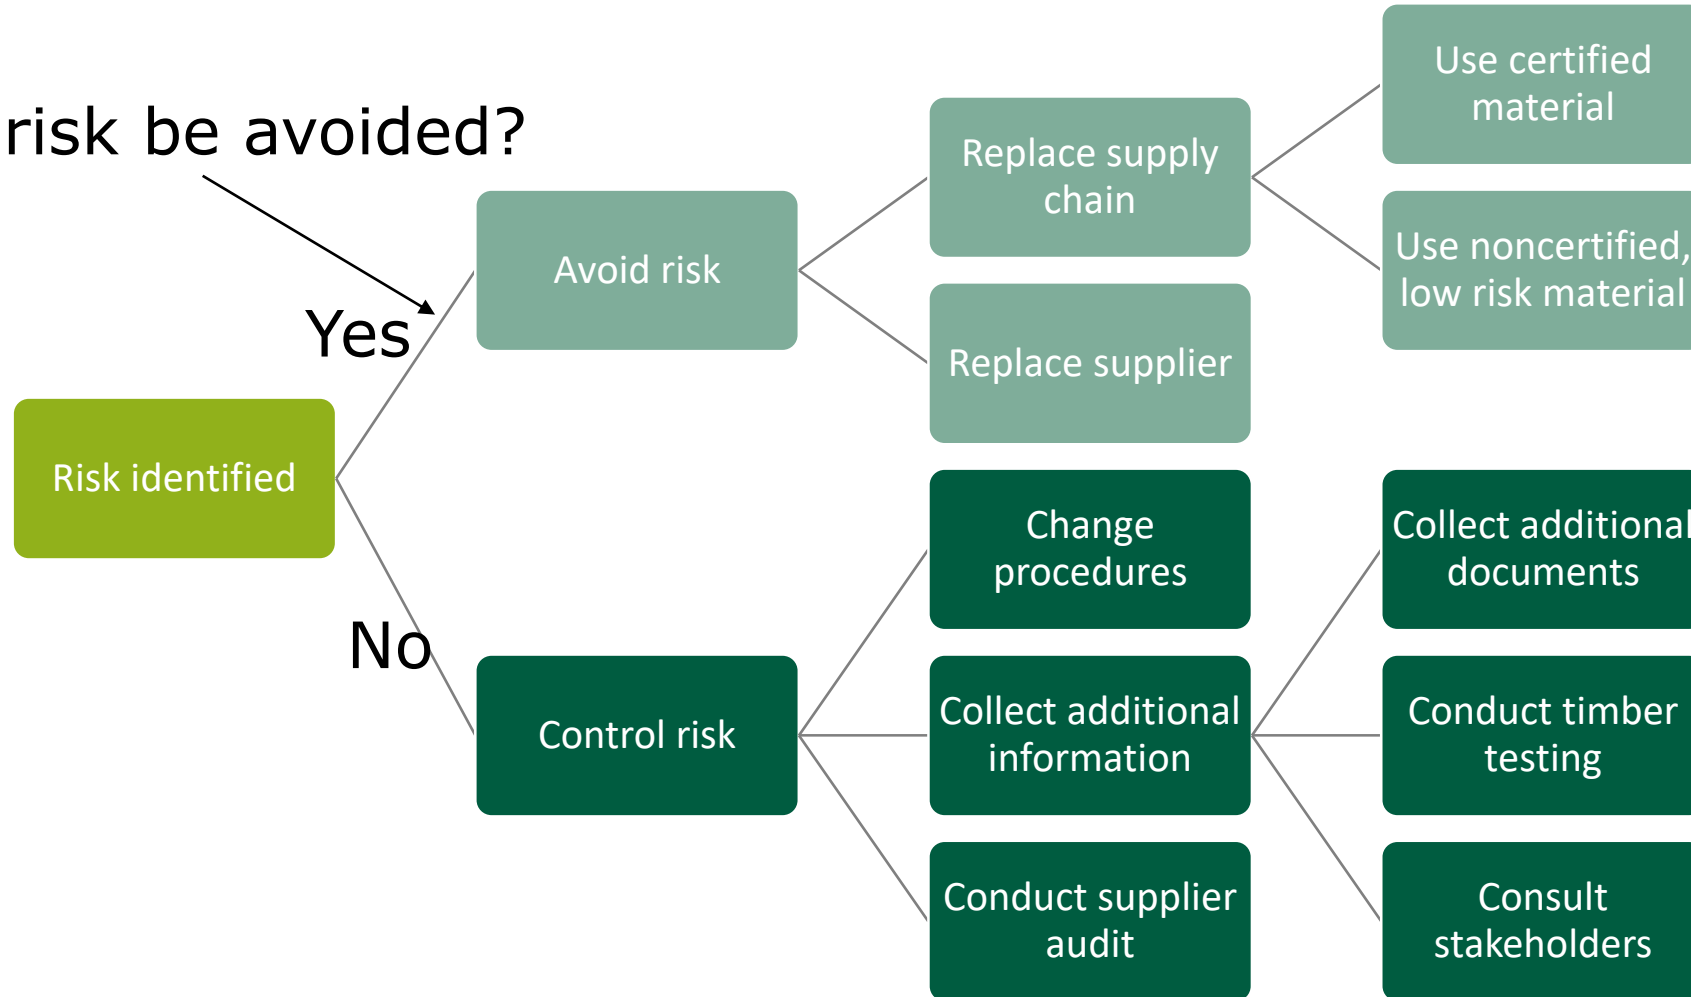 risk be avoided?
Yes
No
Risk identified
Avoid risk
Control risk
Replace supply
chain
Replace supplier
Change
procedures
Collect additional
information
Conduct supplier
audit
Use certified
material
Use noncertified,
low risk material
Collect additional
documents
Conduct timber
testing
Consult
stakeholders